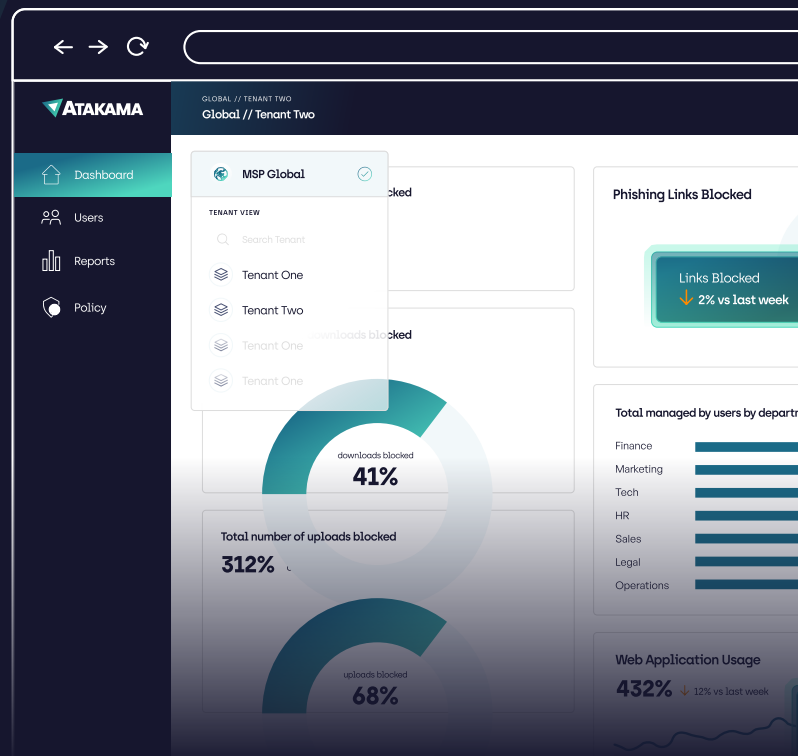 ATAKAMA
GLOBAL // TENANT TWO
Global // Tenant Two
Dashboard
Users
Reports
Policy
MSP Global
TENANT VIEW
Search Tenant
Tenant One
Tenant Two
Tenant One
Tenant One
cked
downloads blocked
downloads blocked
41%
Total number of uploads blocked
312%
uploads blocked
68%
Phishing Links Blocked
Links Blocked
2% vs last week
Total managed by users by departm
Finance
Marketing
Tech
HR
Sales
Legal
Operations
Web Application Usage
432% 12% vs last week